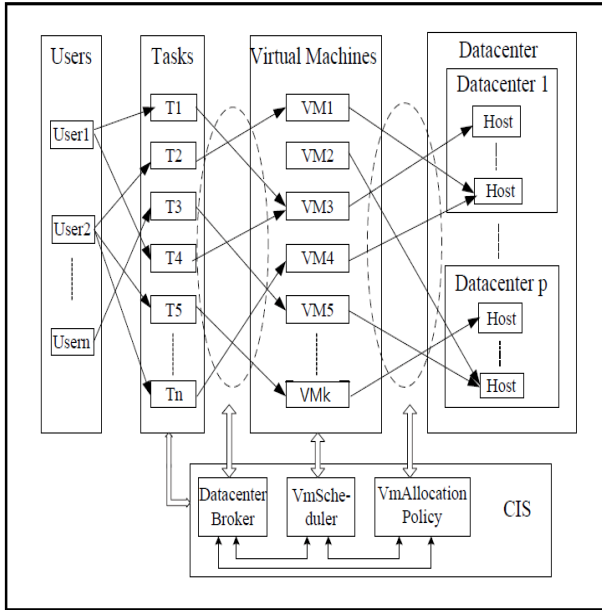 Users
User1
User2
Usern
Tasks
T1
T2
T3
T4
T5
Tn
Virtual Machines
VM1
VM2
VM3
VM4
VM5
VMk
Datacenter
Datacenter 1
Host
Host
Datacenter p
Host
Host
Datacenter
Broker
VmSche-
duler
VmAllocation
Policy
CIS